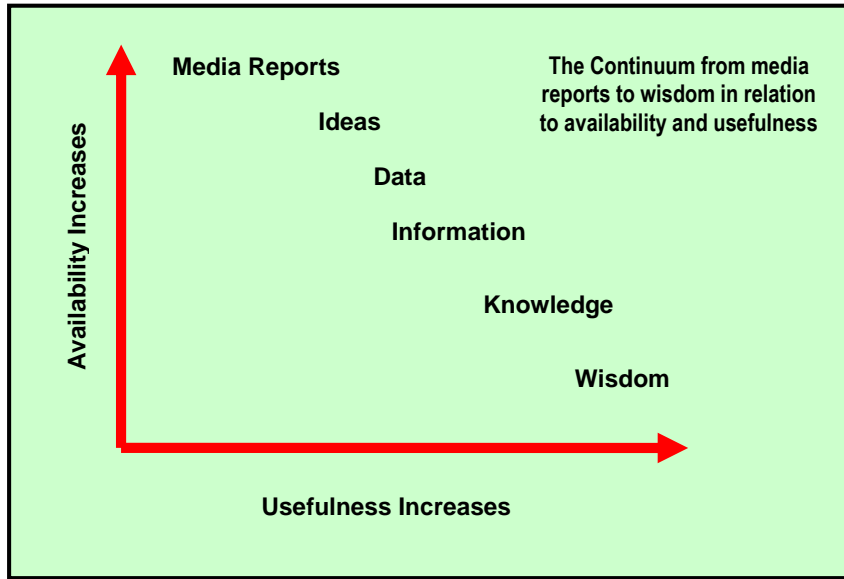 Media Reports
The Continuum from media
reports to wisdom in relation
to availability and usefulness
Ideas
Data
Information
Knowledge
Wisdom
Availability Increases
Usefulness Increases